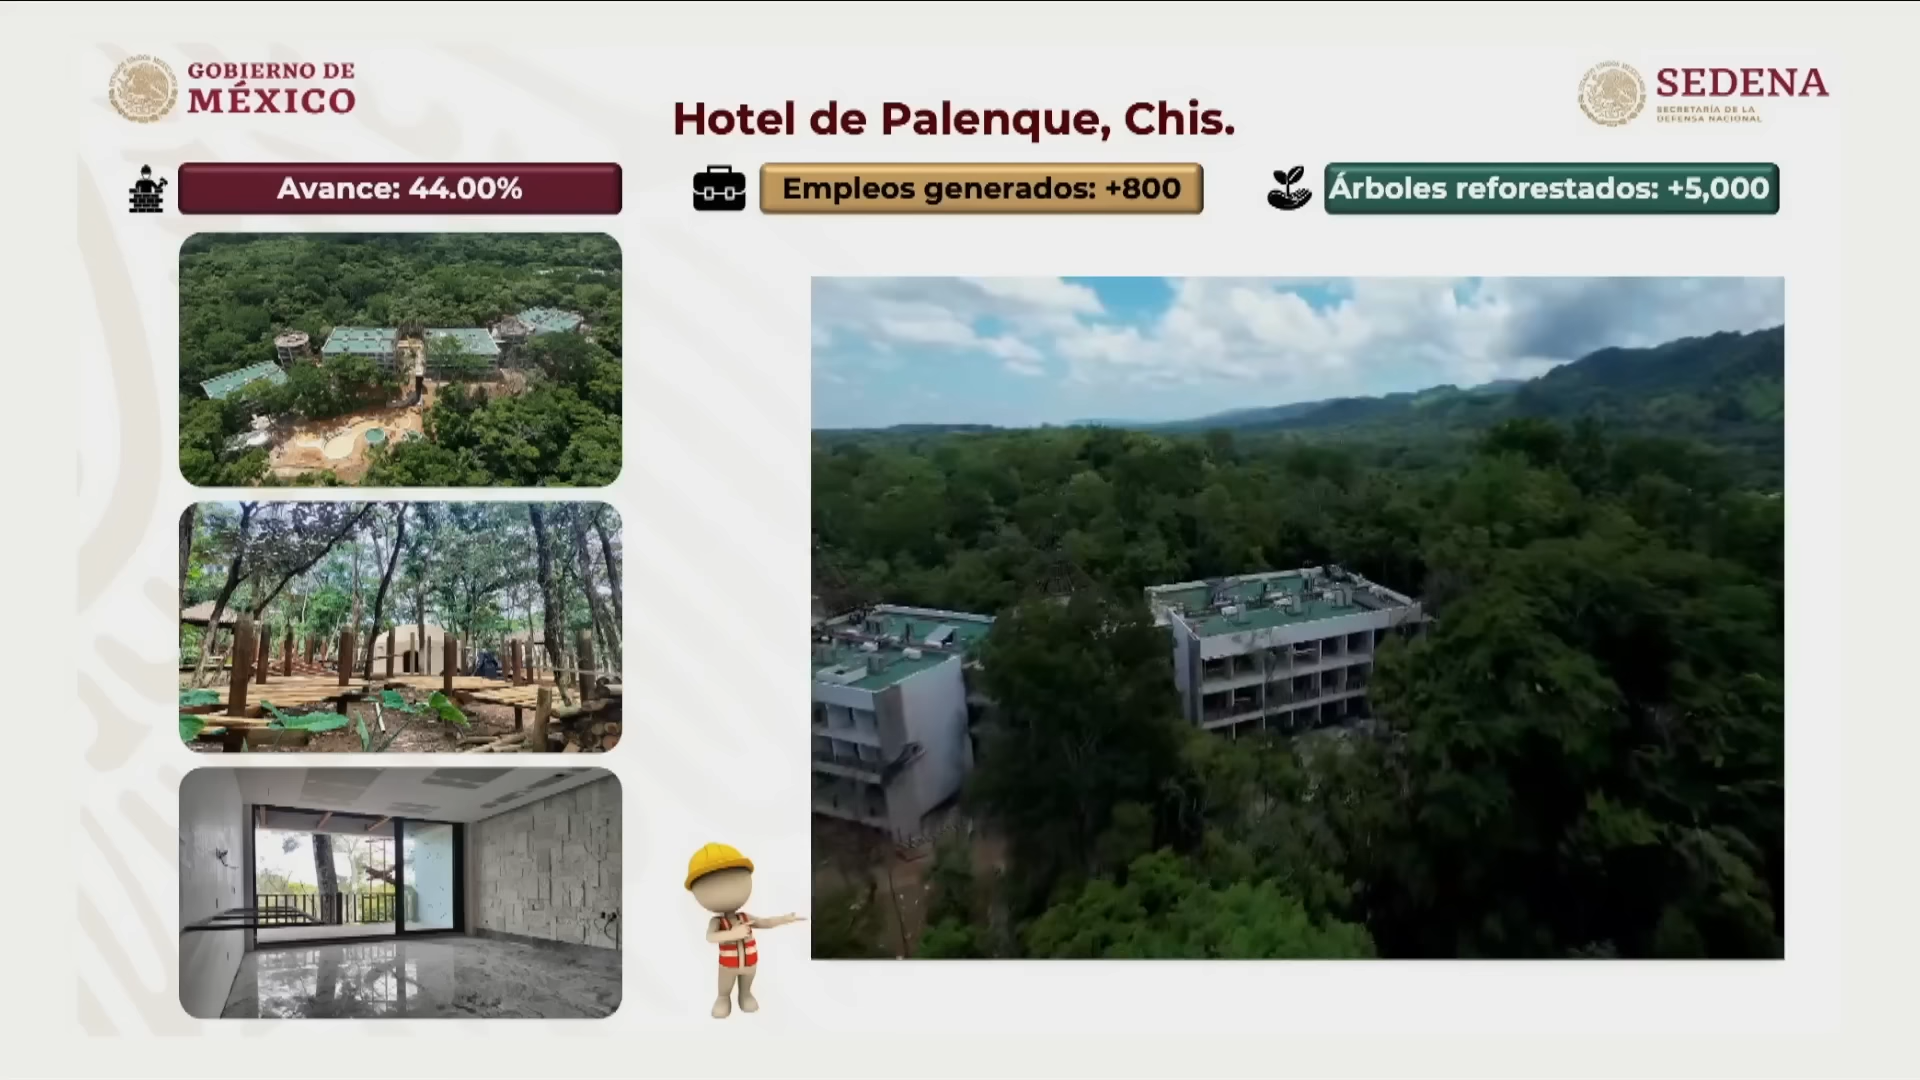 GOBIERNO DE
MÉXICO
SEDENA
SECRETARÍA DE LA
DEFENSA NACIONAL
Hotel de Palenque, Chis.
Avance: 44.00%
Empleos generados: +800
Árboles reforestados: +5,000